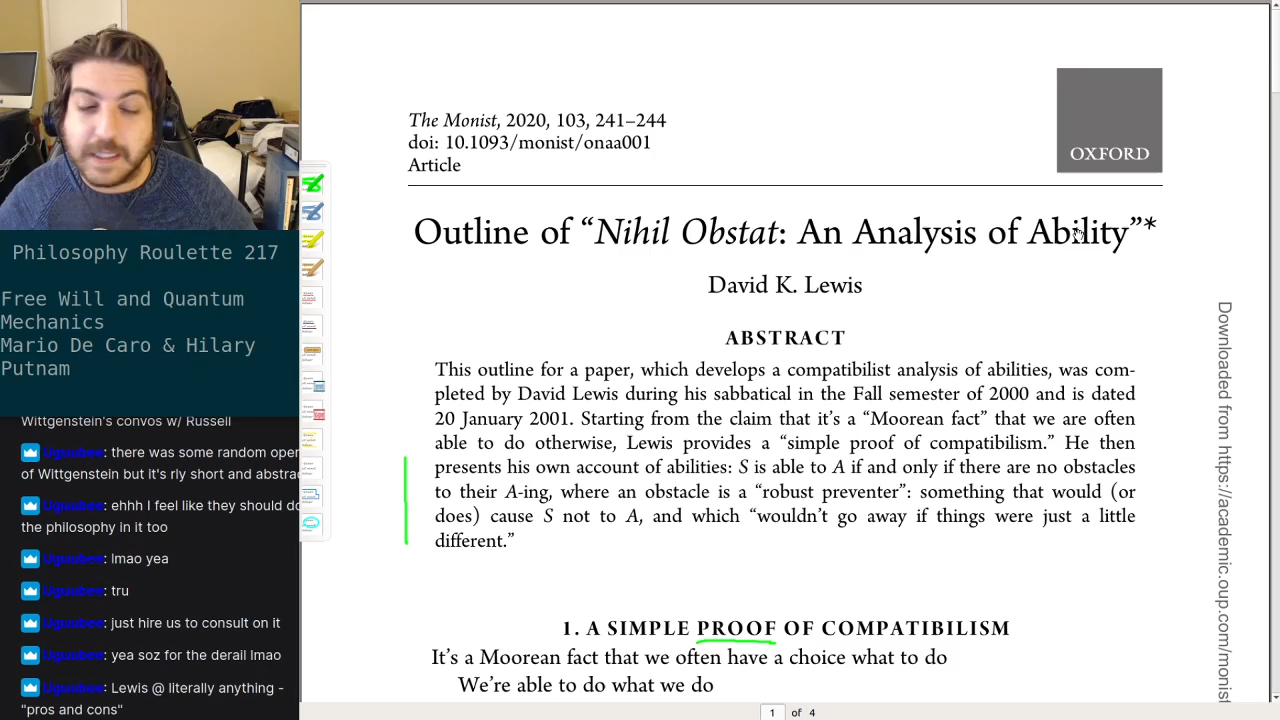 Philosophy Roulette 217
Free Will and Quantum
Mechanics
Mario De Caro & Hilary
Putnam
Wittgenstein's convos w/ Russell
Uguubee: there was some random oper
of Wittgenstein but it's rly short and abstra
Uguubee: ehhh I feel like they should do
the philosophy in it too
Uguubee: lmao yea
Uguubee: tru
Uguubee: just hire us to consult on it
Uguubee: yea soz for the derail lmao
Uguubee: Lewis @ literally anything -
"pros and cons"
The Monist, 2020, 103, 241–244
doi: 10.1093/monist/onaa001
Article
OXFORD
Outline of “Nihil Obstat: An Analysis of Ability”*
David K. Lewis
ABSTRACT
This outline for a paper, which develops a compatibilist analysis of abilities, was com-
pleted by David Lewis during his sabbatical in the Fall semester of 2000 and is dated
20 January 2001. Starting from the claim that it's a “Moorean fact” that we are often
able to do otherwise, Lewis provides a “simple proof of compatibilism.” He then
presents his own account of abilities: S is able to A if and only if there are no obstacles
to their A-ing, where an obstacle is a “robust preventer”: something that would (or
does) cause S not to A, and which “wouldn't go away if things were just a little
different.”
1. A SIMPLE PROOF OF COMPATIBILISM
It's a Moorean fact that we often have a choice what to do
We're able to do what we do
Downloaded from https://academic.oup.com/monist
1 of 4